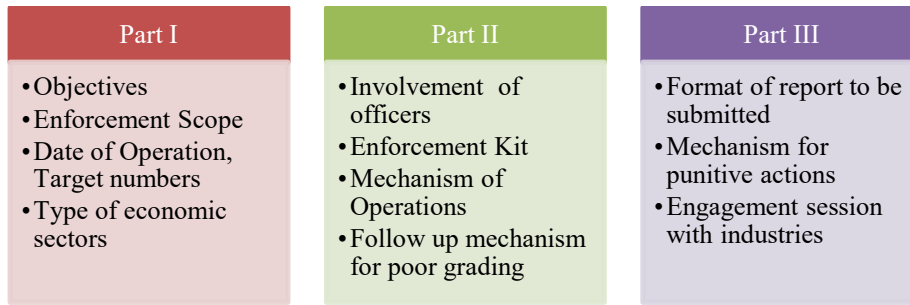 Part I
•Objectives
•Enforcement Scope
•Date of Operation,
Target numbers
•Type of economic
sectors
Part II
•Involvement of
officers
•Enforcement Kit
•Mechanism of
Operations
•Follow up mechanism
for poor grading
Part III
•Format of report to be
submitted
•Mechanism for
punitive actions
•Engagement session
with industries